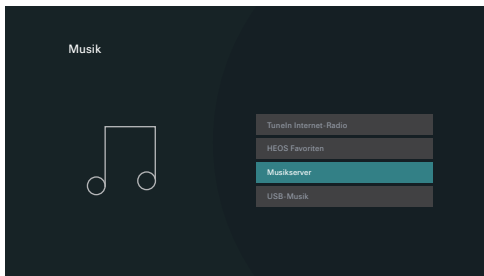 Musik
TuneIn Internet-Radio
HEOS Favoriten
Musikserver
USB-Musik